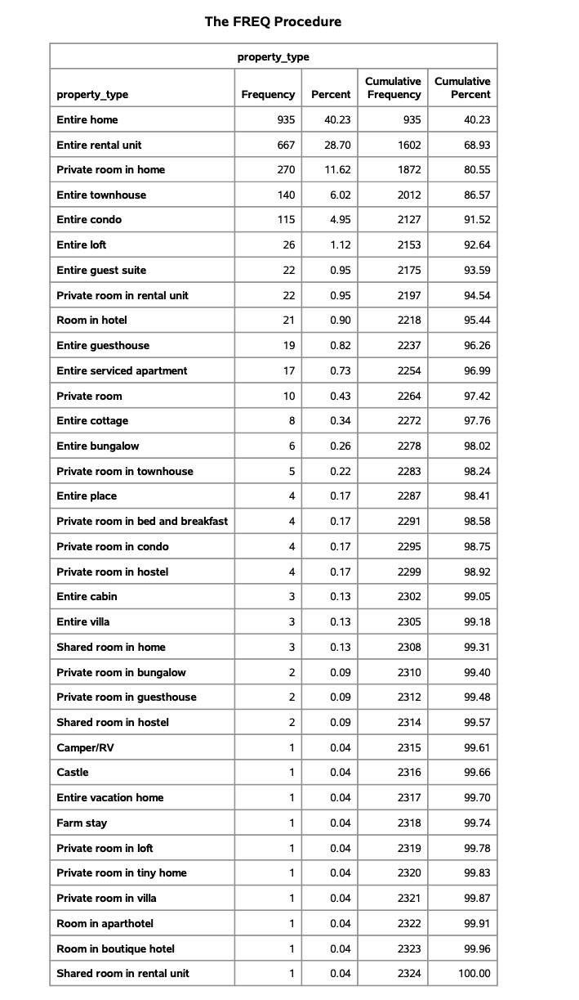 The FREQ Procedure
property_type
property_type Frequency Percent Cumulative Frequency Cumulative Percent
Entire home 935 40.23 935 40.23
Entire rental unit 667 28.70 1602 68.93
Private room in home 270 11.62 1872 80.55
Entire townhouse 140 6.02 2012 86.57
Entire condo 115 4.95 2127 91.52
Entire loft 26 1.12 2153 92.64
Entire guest suite 22 0.95 2175 93.59
Private room in rental unit 22 0.95 2197 94.54
Room in hotel 21 0.90 2218 95.44
Entire guesthouse 19 0.82 2237 96.26
Entire serviced apartment 17 0.73 2254 96.99
Private room 10 0.43 2264 97.42
Entire cottage 8 0.34 2272 97.76
Entire bungalow 6 0.26 2278 98.02
Private room in townhouse 5 0.22 2283 98.24
Entire place 4 0.17 2287 98.41
Private room in bed and breakfast 4 0.17 2291 98.58
Private room in condo 4 0.17 2295 98.75
Private room in hostel 4 0.17 2299 98.92
Entire cabin 3 0.13 2302 99.05
Entire villa 3 0.13 2305 99.18
Shared room in home 3 0.13 2308 99.31
Private room in bungalow 2 0.09 2310 99.40
Private room in guesthouse 2 0.09 2312 99.48
Shared room in hostel 2 0.09 2314 99.57
Camper/RV 1 0.04 2315 99.61
Castle 1 0.04 2316 99.66
Entire vacation home 1 0.04 2317 99.70
Farm stay 1 0.04 2318 99.74
Private room in loft 1 0.04 2319 99.78
Private room in tiny home 1 0.04 2320 99.83
Private room in villa 1 0.04 2321 99.87
Room in aparthotel 1 0.04 2322 99.91
Room in boutique hotel 1 0.04 2323 99.96
Shared room in rental unit 1 0.04 2324 100.00